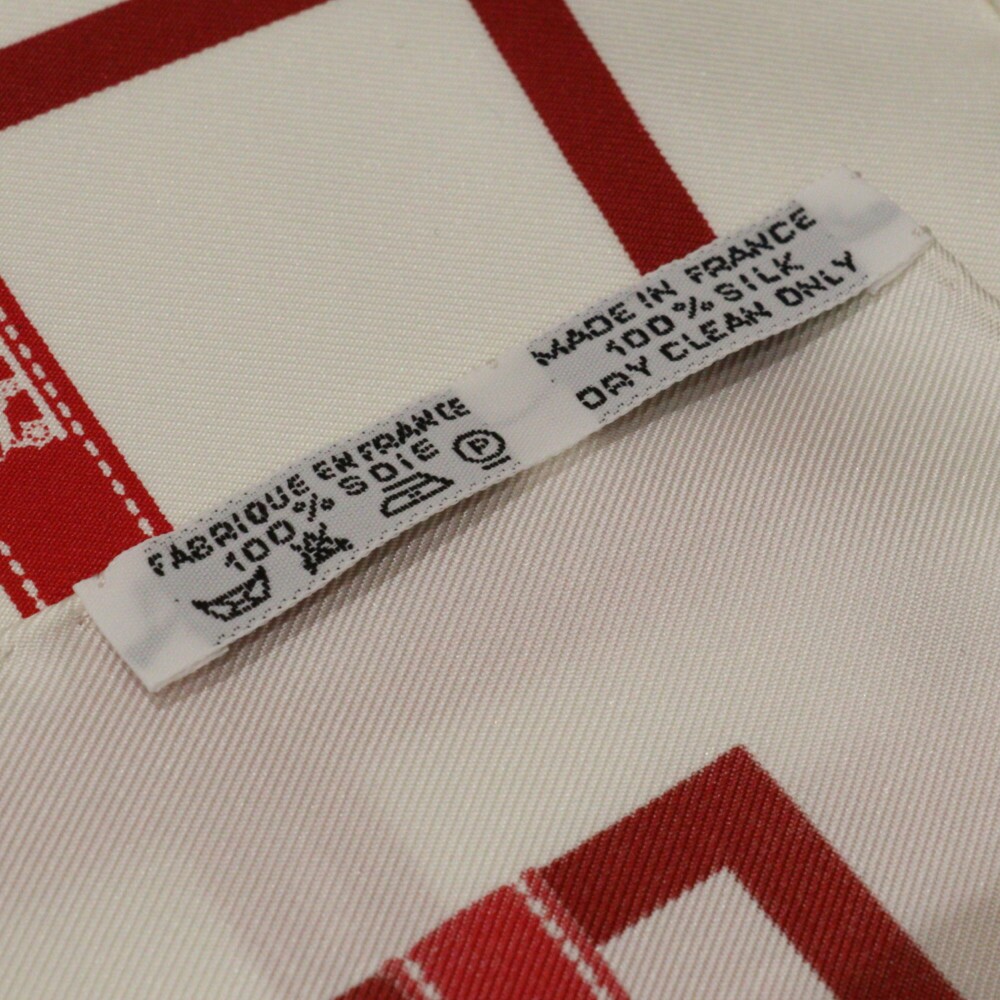 FABRIQUE EN FRANCE
100% SOIE
P
MADE IN FRANCE
100% SILK
DRY CLEAN ONLY